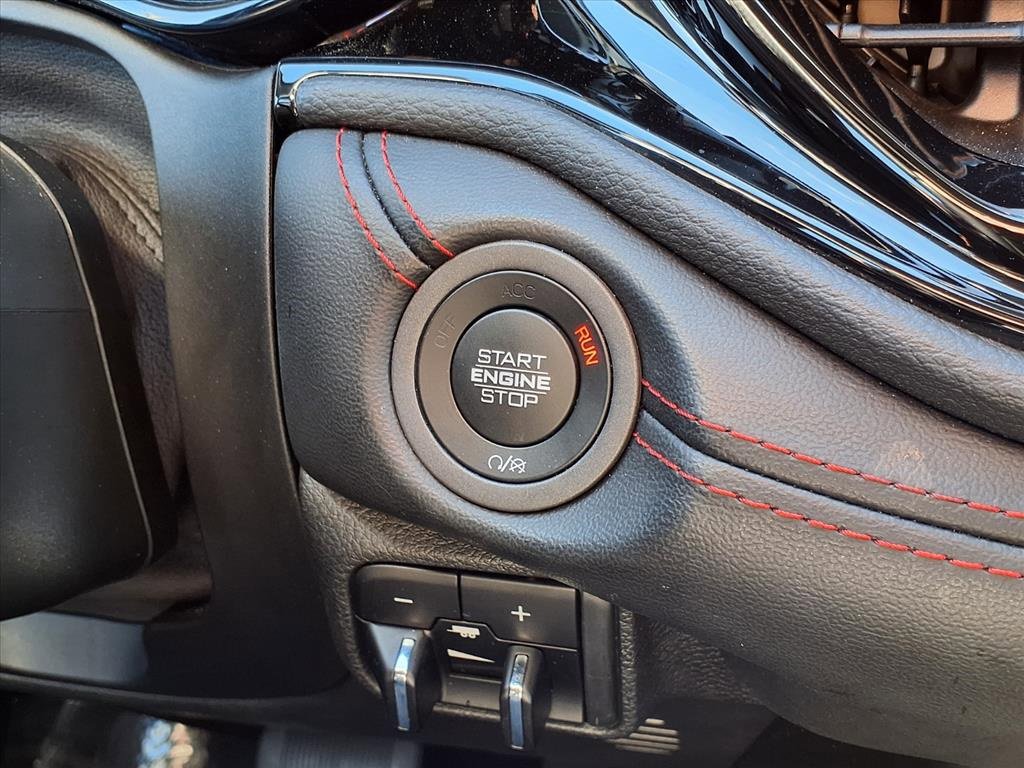 ACC
OFF
RUN
START
ENGINE
STOP
- +